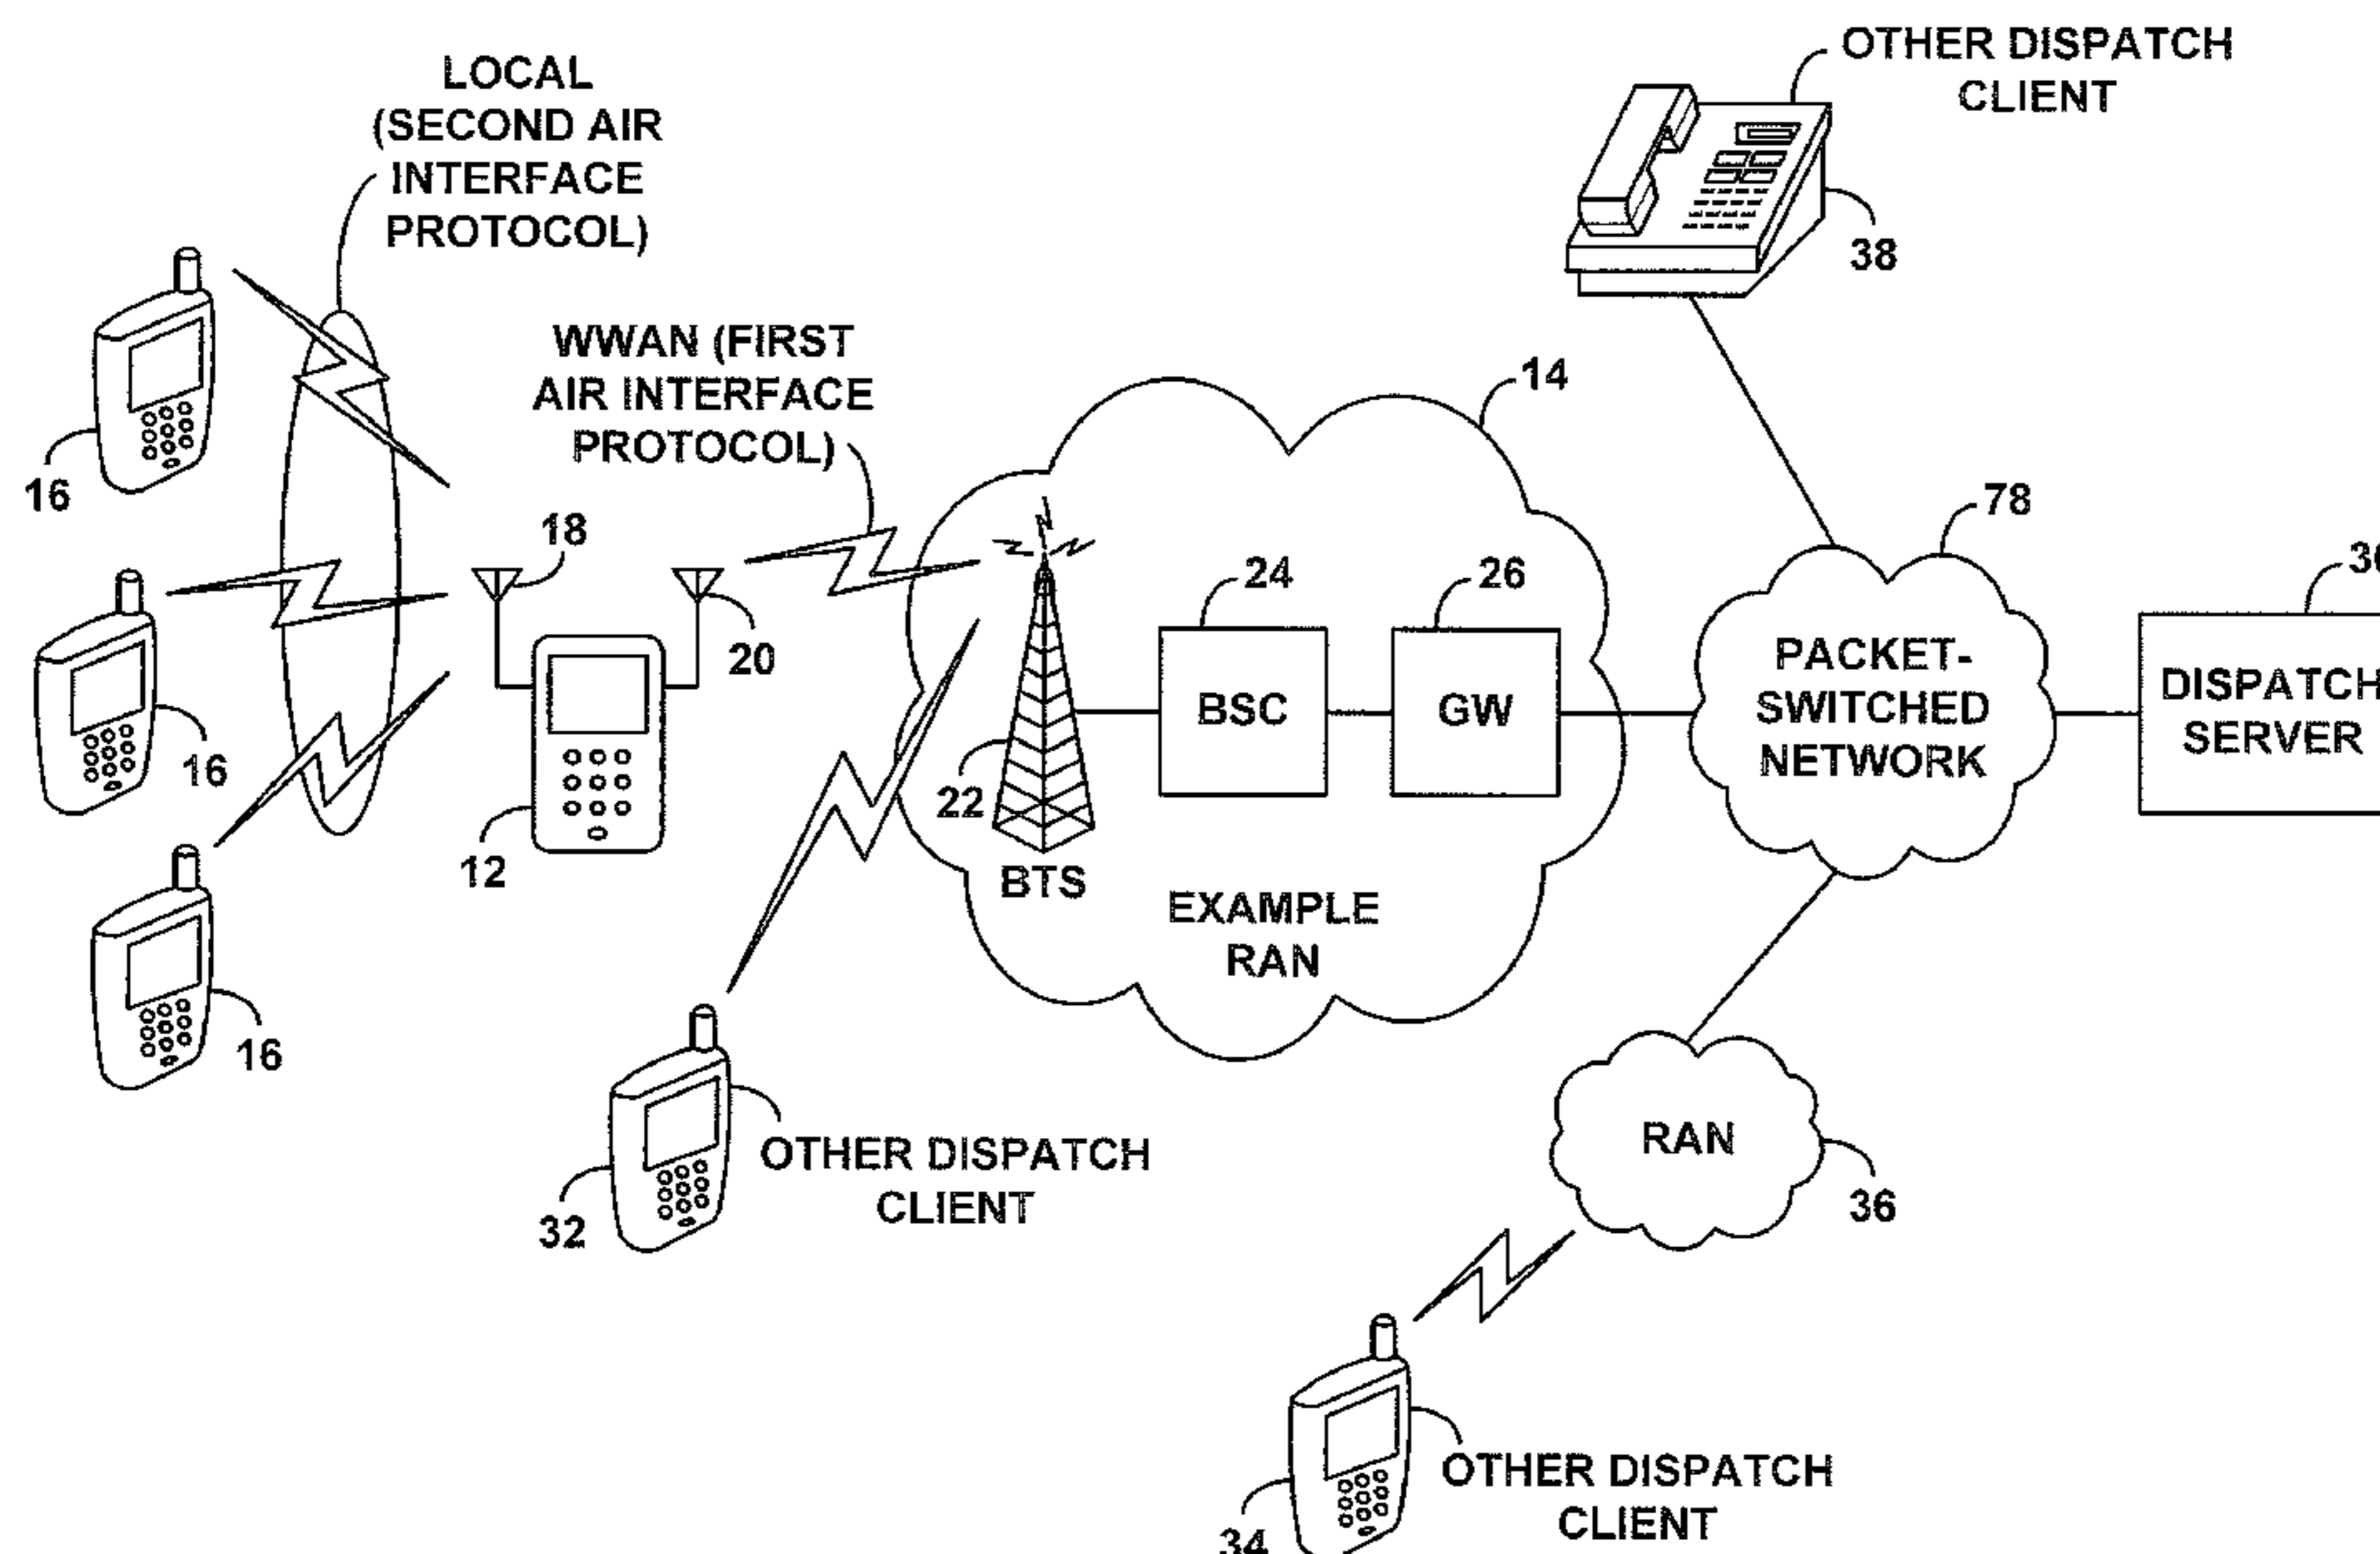 OTHER DISPATCH
CLIENT
38
LOCAL
(SECOND AIR
INTERFACE
PROTOCOL)
WWAN (FIRST
AIR INTERFACE
PROTOCOL)
14
16
18
20
78
24
26
BSC
GW
PACKET-
SWITCHED
NETWORK
DISPATCH
SERVER
16
12
22
BTS
EXAMPLE
RAN
16
32
OTHER DISPATCH
CLIENT
RAN
36
34
OTHER DISPATCH
CLIENT